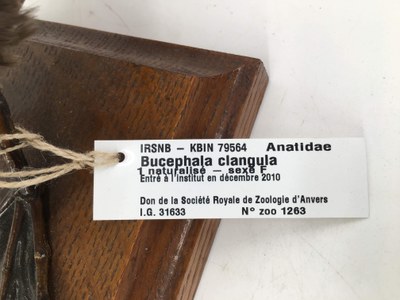 IRSNB – KBIN 79564 Anatidae
Bucephala clangula
1 naturalisé – sexe F
Entré à l'Institut en décembre 2010
Don de la Société Royale de Zoologie d'Anvers
I.G. 31633 N° zoo 1263